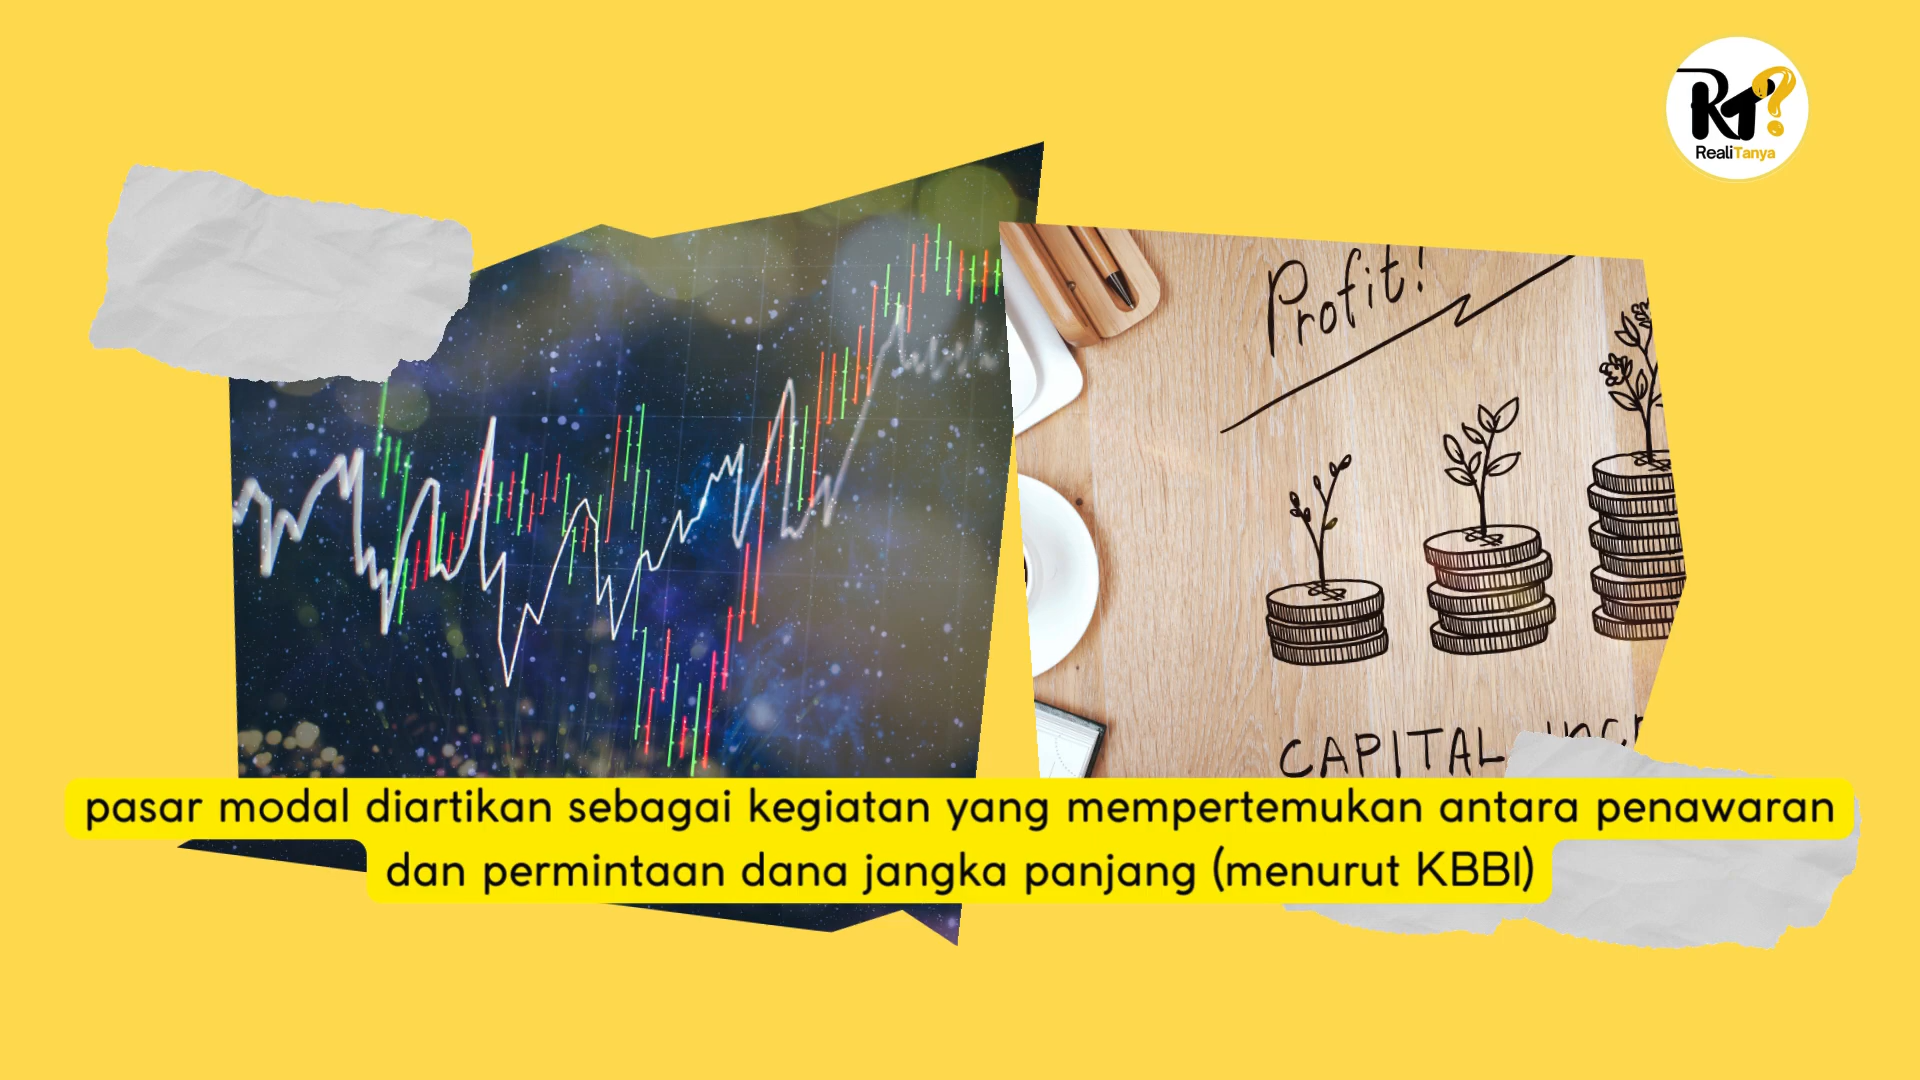 RT?
RealiTanya
Profit!
CAPITAL
pasar modal diartikan sebagai kegiatan yang mempertemukan antara penawaran
dan permintaan dana jangka panjang (menurut KBBI)